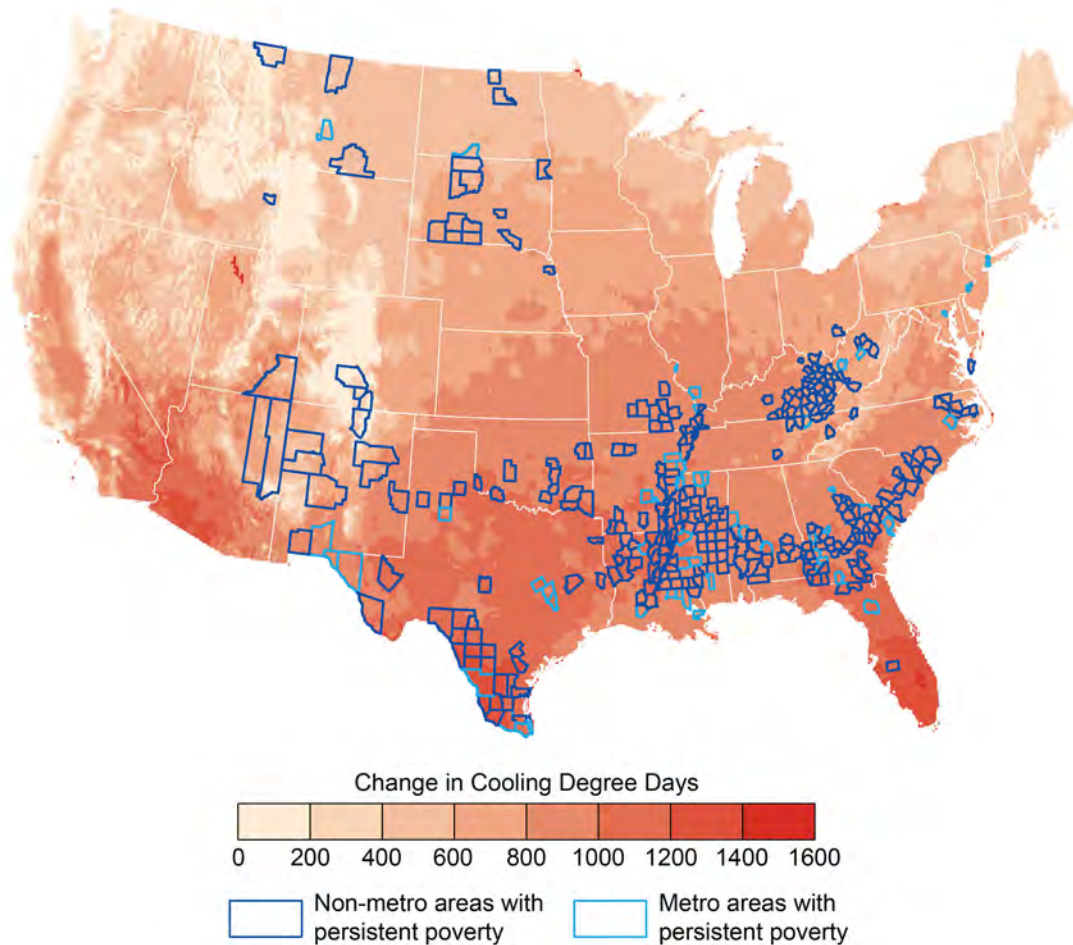 Change in Cooling Degree Days
0 200 400 600 800 1000 1200 1400 1600
Non-metro areas with
persistent poverty
Metro areas with
persistent poverty